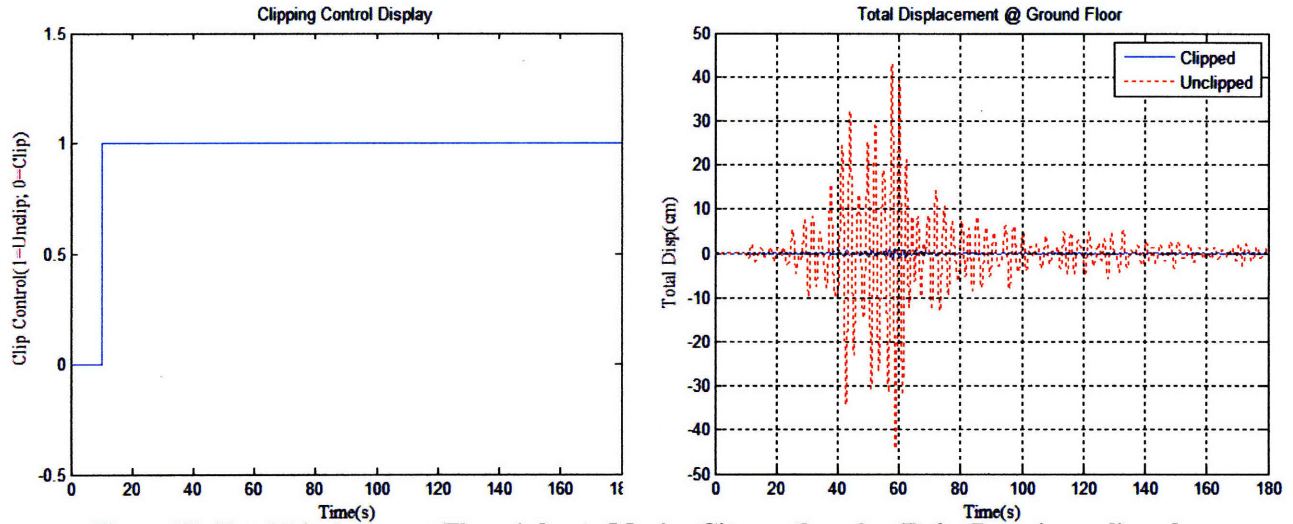 Clipping Control Display
1.5
1
0.5
0
-0.5
Clip Control(1=Unclip; 0=Clip)
0 20 40 60 80 100 120 140 160 18
Time(s)
Total Displacement @ Ground Floor
50
40
30
20
10
0
-10
-20
-30
-40
-50
Total Disp(cm)
Clipped
Unclipped
0 20 40 60 80 100 120 140 160 180
Time(s)